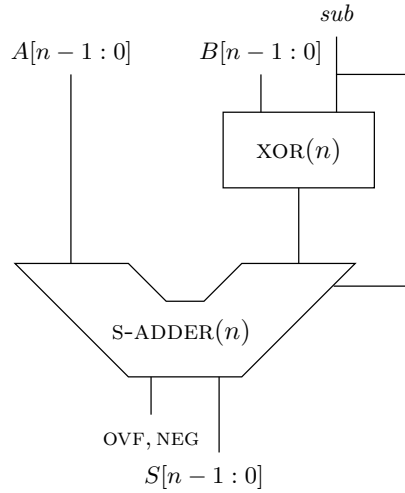 sub
A[n − 1 : 0]
B[n − 1 : 0]
XOR(n)
S-ADDER(n)
OVF, NEG
S[n − 1 : 0]